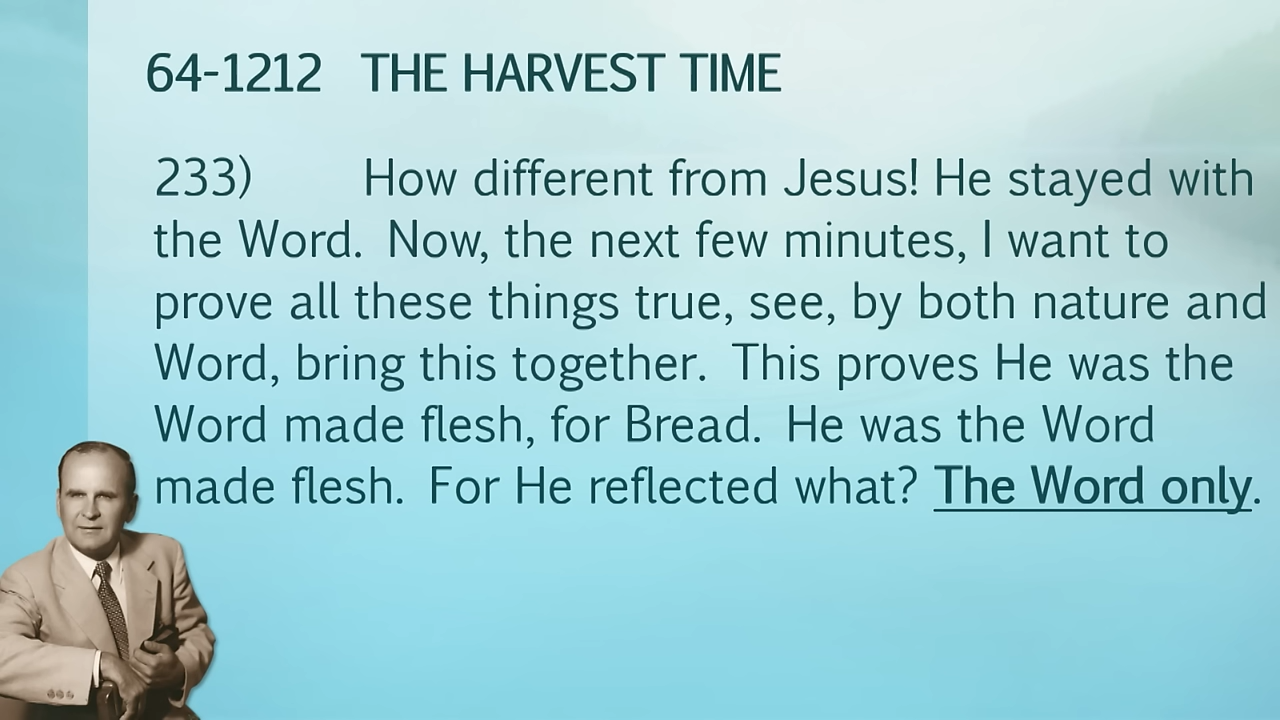 64-1212 THE HARVEST TIME
233) How different from Jesus! He stayed with
the Word. Now, the next few minutes, I want to
prove all these things true, see, by both nature and
Word, bring this together. This proves He was the
Word made flesh, for Bread. He was the Word
made flesh. For He reflected what? The Word only.